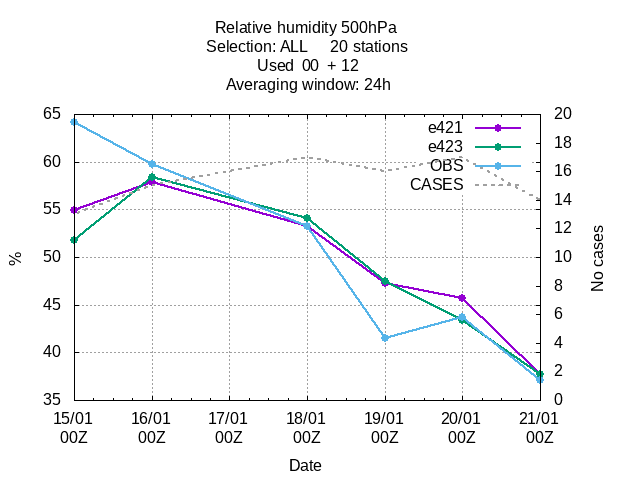 Relative humidity 500hPa
Selection: ALL     20 stations
Used  00  + 12
Averaging window: 24h
65
60
55
50
45
40
35
20
18
16
14
12
10
8
6
4
2
0
e421
e423
OBS
CASES
%
No cases
15/01 16/01 17/01 18/01 19/01 20/01 21/01
00Z 00Z 00Z 00Z 00Z 00Z 00Z
Date